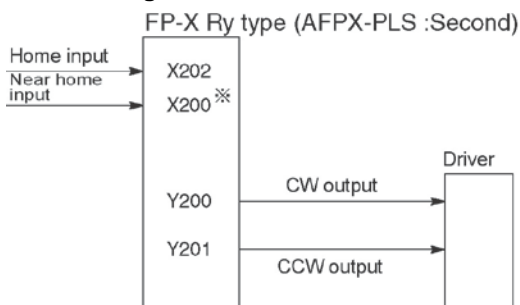 FP-X Ry type (AFPX-PLS :Second)
Home input
X202
Near home
input
X200 ※
Driver
Y200
CW output
Y201
CCW output